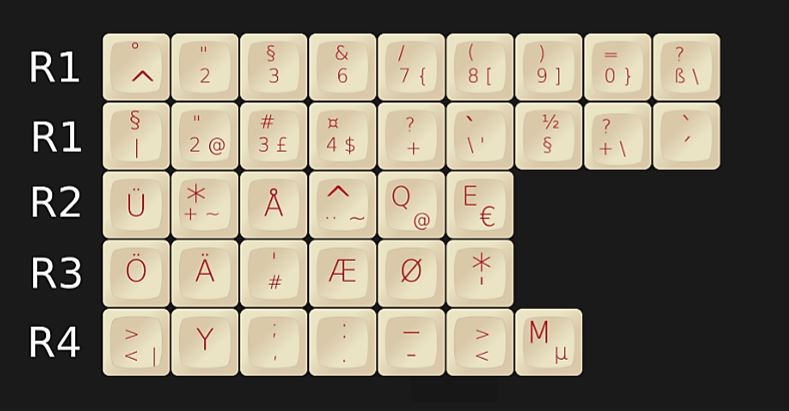 R1 ° ^ " 2 § 3 & 6 / 7 { ( 8 [ ) 9 ] = 0 } ? ß \
R1 § | " 2 @ # 3 £ ¤ 4 $ ? + ` \ ' ½ § ? + \ ` ´
R2 Ü * + ~ Å ^ ¨ ~ Q @ E €
R3 Ö Ä ' # Æ Ø * '
R4 > < | Y ; , : . — - > < M µ